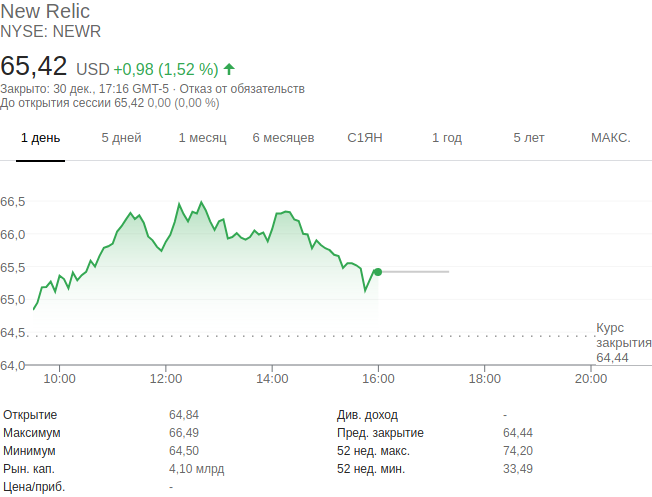 New Relic
NYSE: NEWR
65,42 USD +0,98 (1,52 %)
Закрыто: 30 дек., 17:16 GMT-5 · Отказ от обязательств
До открытия сессии 65,42 0,00 (0,00 %)
1 день 5 дней 1 месяц 6 месяцев С1ЯН 1 год 5 лет МАКС.
66,5
66,0
65,5
65,0
64,5
64,0
Курс
закрытия
64,44
10:00 12:00 14:00 16:00 18:00 20:00
Открытие 64,84 Див. доход -
Максимум 66,49 Пред. закрытие 64,44
Минимум 64,50 52 нед. макс. 74,20
Рын. кап. 4,10 млрд 52 нед. мин. 33,49
Цена/приб. -